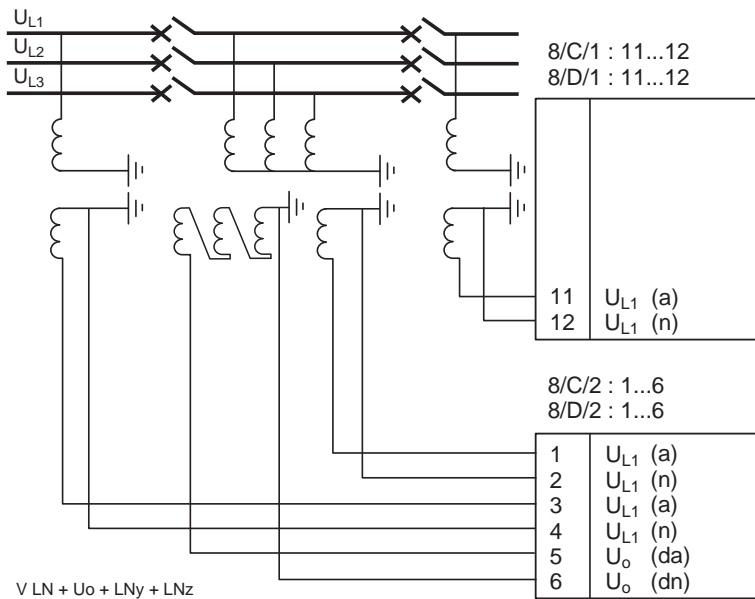 U_L1
U_L2
U_L3
8/C/1 : 11...12
8/D/1 : 11...12
11 U_L1 (a)
12 U_L1 (n)
8/C/2 : 1...6
8/D/2 : 1...6
1 U_L1 (a)
2 U_L1 (n)
3 U_L1 (a)
4 U_L1 (n)
5 U_o (da)
6 U_o (dn)
V LN + Uo + LNy + LNz